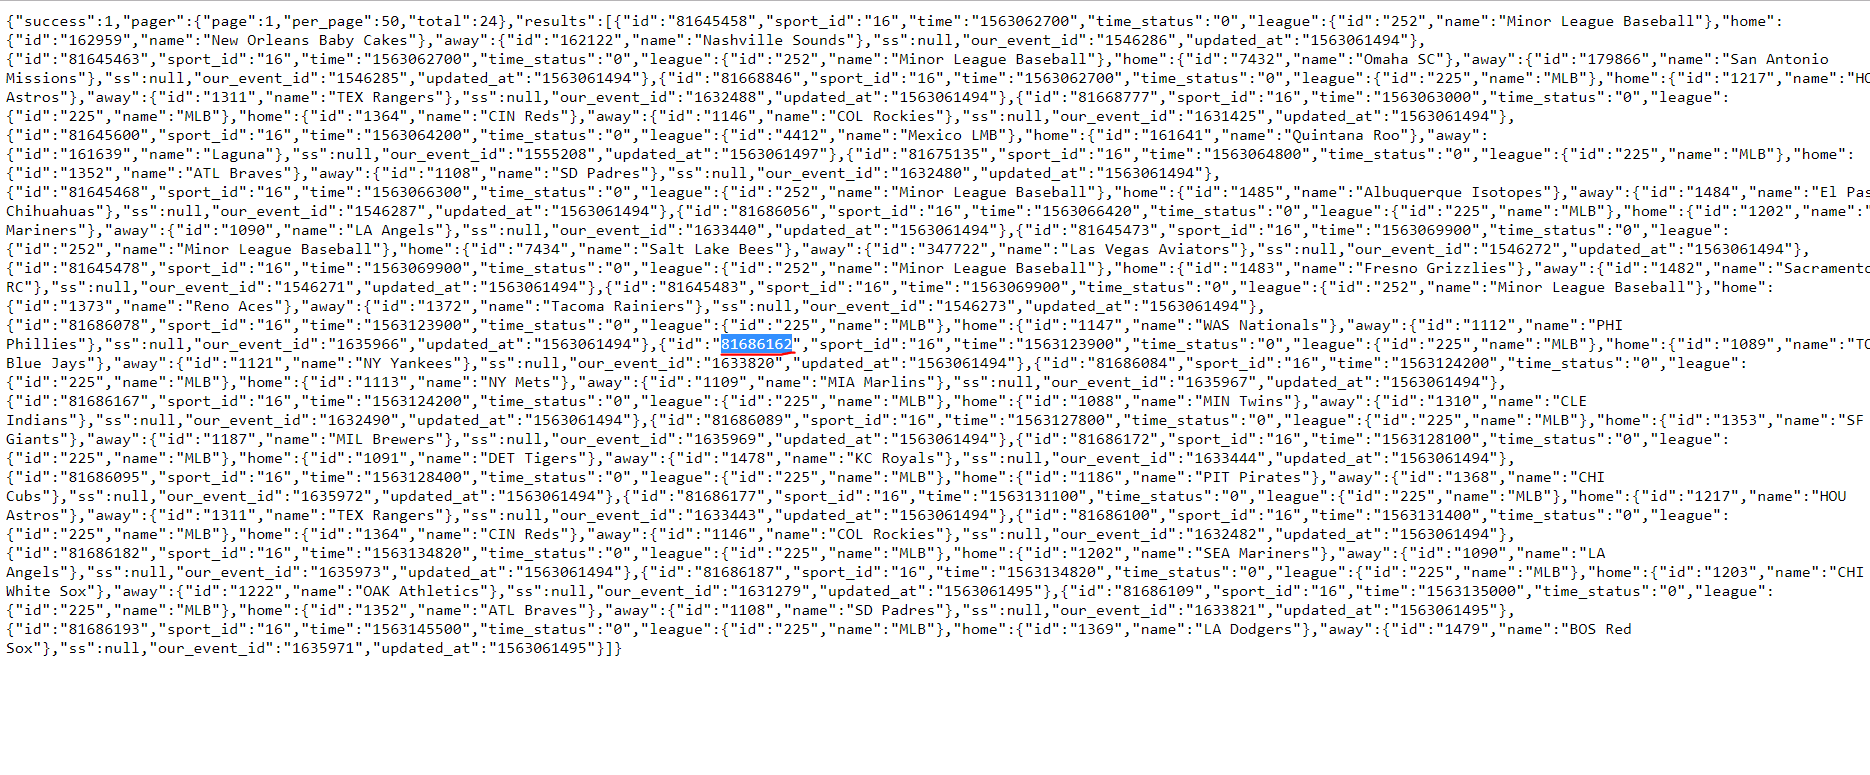 {"success":1,"pager":{"page":1,"per_page":50,"total":24},"results":[{"id":"81645458","sport_id":"16","time":"1563062700","time_status":"0","league":{"id":"252","name":"Minor League Baseball"},"home":
{"id":"162959","name":"New Orleans Baby Cakes"},"away":{"id":"162122","name":"Nashville Sounds"},"ss":null,"our_event_id":"1546286","updated_at":"1563061494"},
{"id":"81645463","sport_id":"16","time":"1563062700","time_status":"0","league":{"id":"252","name":"Minor League Baseball"},"home":{"id":"7432","name":"Omaha SC"},"away":{"id":"179866","name":"San Antonio
Missions"},"ss":null,"our_event_id":"1546285","updated_at":"1563061494"},{"id":"81668846","sport_id":"16","time":"1563062700","time_status":"0","league":{"id":"225","name":"MLB"},"home":{"id":"1217","name":"HO
Astros"},"away":{"id":"1311","name":"TEX Rangers"},"ss":null,"our_event_id":"1632488","updated_at":"1563061494"},{"id":"81668777","sport_id":"16","time":"1563063000","time_status":"0","league":
{"id":"225","name":"MLB"},"home":{"id":"1364","name":"CIN Reds"},"away":{"id":"1146","name":"COL Rockies"},"ss":null,"our_event_id":"1631425","updated_at":"1563061494"},
{"id":"81645600","sport_id":"16","time":"1563064200","time_status":"0","league":{"id":"4412","name":"Mexico LMB"},"home":{"id":"161641","name":"Quintana Roo"},"away":
{"id":"161639","name":"Laguna"},"ss":null,"our_event_id":"1555208","updated_at":"1563061497"},{"id":"81675135","sport_id":"16","time":"1563064800","time_status":"0","league":{"id":"225","name":"MLB"},"home":
{"id":"1352","name":"ATL Braves"},"away":{"id":"1108","name":"SD Padres"},"ss":null,"our_event_id":"1632480","updated_at":"1563061494"},
{"id":"81645468","sport_id":"16","time":"1563066300","time_status":"0","league":{"id":"252","name":"Minor League Baseball"},"home":{"id":"1485","name":"Albuquerque Isotopes"},"away":{"id":"1484","name":"El Pas
Chihuahuas"},"ss":null,"our_event_id":"1546287","updated_at":"1563061494"},{"id":"81686056","sport_id":"16","time":"1563066420","time_status":"0","league":{"id":"225","name":"MLB"},"home":{"id":"1202","name":"
Mariners"},"away":{"id":"1090","name":"LA Angels"},"ss":null,"our_event_id":"1633440","updated_at":"1563061494"},{"id":"81645473","sport_id":"16","time":"1563069900","time_status":"0","league":
{"id":"252","name":"Minor League Baseball"},"home":{"id":"7434","name":"Salt Lake Bees"},"away":{"id":"347722","name":"Las Vegas Aviators"},"ss":null,"our_event_id":"1546272","updated_at":"1563061494"},
{"id":"81645478","sport_id":"16","time":"1563069900","time_status":"0","league":{"id":"252","name":"Minor League Baseball"},"home":{"id":"1483","name":"Fresno Grizzlies"},"away":{"id":"1482","name":"Sacramento
RC"},"ss":null,"our_event_id":"1546271","updated_at":"1563061494"},{"id":"81645483","sport_id":"16","time":"1563069900","time_status":"0","league":{"id":"252","name":"Minor League Baseball"},"home":
{"id":"1373","name":"Reno Aces"},"away":{"id":"1372","name":"Tacoma Rainiers"},"ss":null,"our_event_id":"1546273","updated_at":"1563061494"},
{"id":"81686078","sport_id":"16","time":"1563123900","time_status":"0","league":{"id":"225","name":"MLB"},"home":{"id":"1147","name":"WAS Nationals"},"away":{"id":"1112","name":"PHI
Phillies"},"ss":null,"our_event_id":"1635966","updated_at":"1563061494"},{"id":"81686162","sport_id":"16","time":"1563123900","time_status":"0","league":{"id":"225","name":"MLB"},"home":{"id":"1089","name":"TO
Blue Jays"},"away":{"id":"1121","name":"NY Yankees"},"ss":null,"our_event_id":"1633820","updated_at":"1563061494"},{"id":"81686084","sport_id":"16","time":"1563124200","time_status":"0","league":
{"id":"225","name":"MLB"},"home":{"id":"1113","name":"NY Mets"},"away":{"id":"1109","name":"MIA Marlins"},"ss":null,"our_event_id":"1635967","updated_at":"1563061494"},
{"id":"81686167","sport_id":"16","time":"1563124200","time_status":"0","league":{"id":"225","name":"MLB"},"home":{"id":"1088","name":"MIN Twins"},"away":{"id":"1310","name":"CLE
Indians"},"ss":null,"our_event_id":"1632490","updated_at":"1563061494"},{"id":"81686089","sport_id":"16","time":"1563127800","time_status":"0","league":{"id":"225","name":"MLB"},"home":{"id":"1353","name":"SF
Giants"},"away":{"id":"1187","name":"MIL Brewers"},"ss":null,"our_event_id":"1635969","updated_at":"1563061494"},{"id":"81686172","sport_id":"16","time":"1563128100","time_status":"0","league":
{"id":"225","name":"MLB"},"home":{"id":"1091","name":"DET Tigers"},"away":{"id":"1478","name":"KC Royals"},"ss":null,"our_event_id":"1633444","updated_at":"1563061494"},
{"id":"81686095","sport_id":"16","time":"1563128400","time_status":"0","league":{"id":"225","name":"MLB"},"home":{"id":"1186","name":"PIT Pirates"},"away":{"id":"1368","name":"CHI
Cubs"},"ss":null,"our_event_id":"1635972","updated_at":"1563061494"},{"id":"81686177","sport_id":"16","time":"1563131100","time_status":"0","league":{"id":"225","name":"MLB"},"home":{"id":"1217","name":"HOU
Astros"},"away":{"id":"1311","name":"TEX Rangers"},"ss":null,"our_event_id":"1633443","updated_at":"1563061494"},{"id":"81686100","sport_id":"16","time":"1563131400","time_status":"0","league":
{"id":"225","name":"MLB"},"home":{"id":"1364","name":"CIN Reds"},"away":{"id":"1146","name":"COL Rockies"},"ss":null,"our_event_id":"1632482","updated_at":"1563061494"},
{"id":"81686182","sport_id":"16","time":"1563134820","time_status":"0","league":{"id":"225","name":"MLB"},"home":{"id":"1202","name":"SEA Mariners"},"away":{"id":"1090","name":"LA
Angels"},"ss":null,"our_event_id":"1635973","updated_at":"1563061494"},{"id":"81686187","sport_id":"16","time":"1563134820","time_status":"0","league":{"id":"225","name":"MLB"},"home":{"id":"1203","name":"CHI
White Sox"},"away":{"id":"1222","name":"OAK Athletics"},"ss":null,"our_event_id":"1631279","updated_at":"1563061495"},{"id":"81686109","sport_id":"16","time":"1563135000","time_status":"0","league":
{"id":"225","name":"MLB"},"home":{"id":"1352","name":"ATL Braves"},"away":{"id":"1108","name":"SD Padres"},"ss":null,"our_event_id":"1633821","updated_at":"1563061495"},
{"id":"81686193","sport_id":"16","time":"1563145500","time_status":"0","league":{"id":"225","name":"MLB"},"home":{"id":"1369","name":"LA Dodgers"},"away":{"id":"1479","name":"BOS Red
Sox"},"ss":null,"our_event_id":"1635971","updated_at":"1563061495"}]}